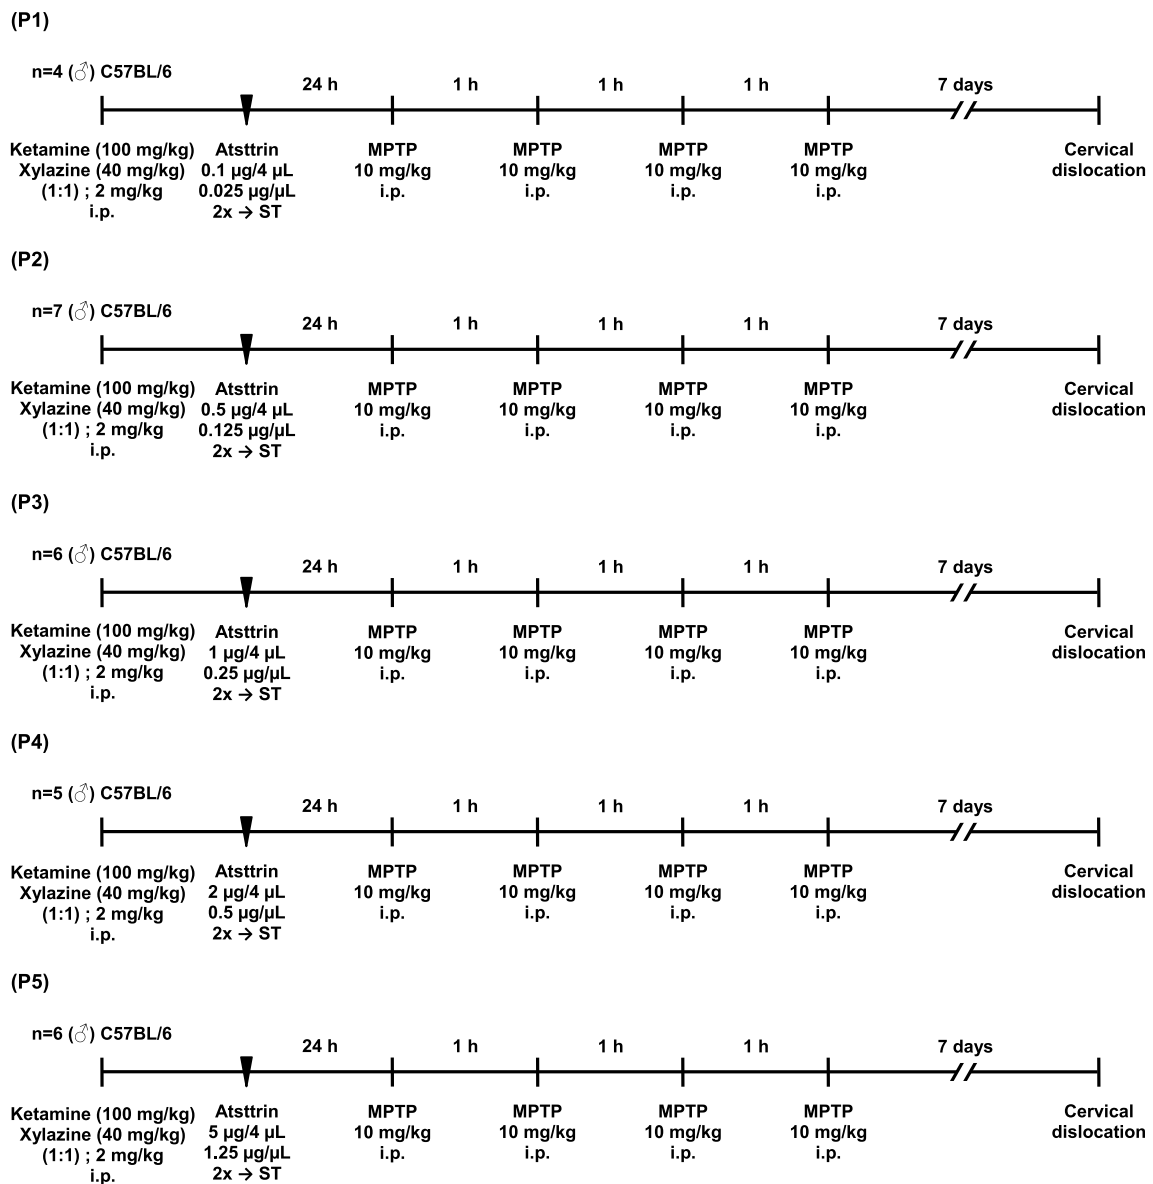 (P1)
n=4 (♂) C57BL/6
24 h 1 h 1 h 1 h 7 days
Ketamine (100 mg/kg) Atsttrin MPTP MPTP MPTP MPTP Cervical
Xylazine (40 mg/kg) 0.1 µg/4 µL 10 mg/kg 10 mg/kg 10 mg/kg 10 mg/kg dislocation
(1:1) ; 2 mg/kg 0.025 µg/µL i.p. i.p. i.p. i.p.
i.p. 2x → ST
(P2)
n=7 (♂) C57BL/6
24 h 1 h 1 h 1 h 7 days
Ketamine (100 mg/kg) Atsttrin MPTP MPTP MPTP MPTP Cervical
Xylazine (40 mg/kg) 0.5 µg/4 µL 10 mg/kg 10 mg/kg 10 mg/kg 10 mg/kg dislocation
(1:1) ; 2 mg/kg 0.125 µg/µL i.p. i.p. i.p. i.p.
i.p. 2x → ST
(P3)
n=6 (♂) C57BL/6
24 h 1 h 1 h 1 h 7 days
Ketamine (100 mg/kg) Atsttrin MPTP MPTP MPTP MPTP Cervical
Xylazine (40 mg/kg) 1 µg/4 µL 10 mg/kg 10 mg/kg 10 mg/kg 10 mg/kg dislocation
(1:1) ; 2 mg/kg 0.25 µg/µL i.p. i.p. i.p. i.p.
i.p. 2x → ST
(P4)
n=5 (♂) C57BL/6
24 h 1 h 1 h 1 h 7 days
Ketamine (100 mg/kg) Atsttrin MPTP MPTP MPTP MPTP Cervical
Xylazine (40 mg/kg) 2 µg/4 µL 10 mg/kg 10 mg/kg 10 mg/kg 10 mg/kg dislocation
(1:1) ; 2 mg/kg 0.5 µg/µL i.p. i.p. i.p. i.p.
i.p. 2x → ST
(P5)
n=6 (♂) C57BL/6
24 h 1 h 1 h 1 h 7 days
Ketamine (100 mg/kg) Atsttrin MPTP MPTP MPTP MPTP Cervical
Xylazine (40 mg/kg) 5 µg/4 µL 10 mg/kg 10 mg/kg 10 mg/kg 10 mg/kg dislocation
(1:1) ; 2 mg/kg 1.25 µg/µL i.p. i.p. i.p. i.p.
i.p. 2x → ST